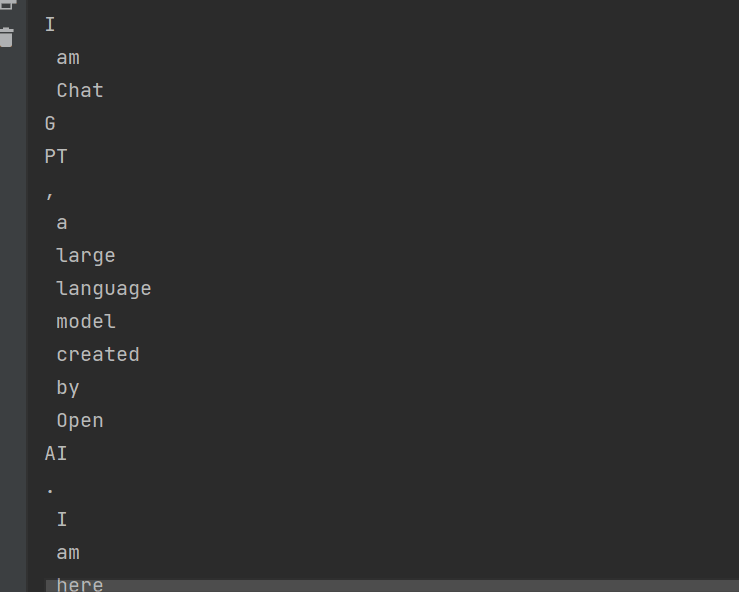 I
 am
 Chat
G
PT
,
 a
 large
 language
 model
 created
 by
 Open
AI
.
 I
 am
 here